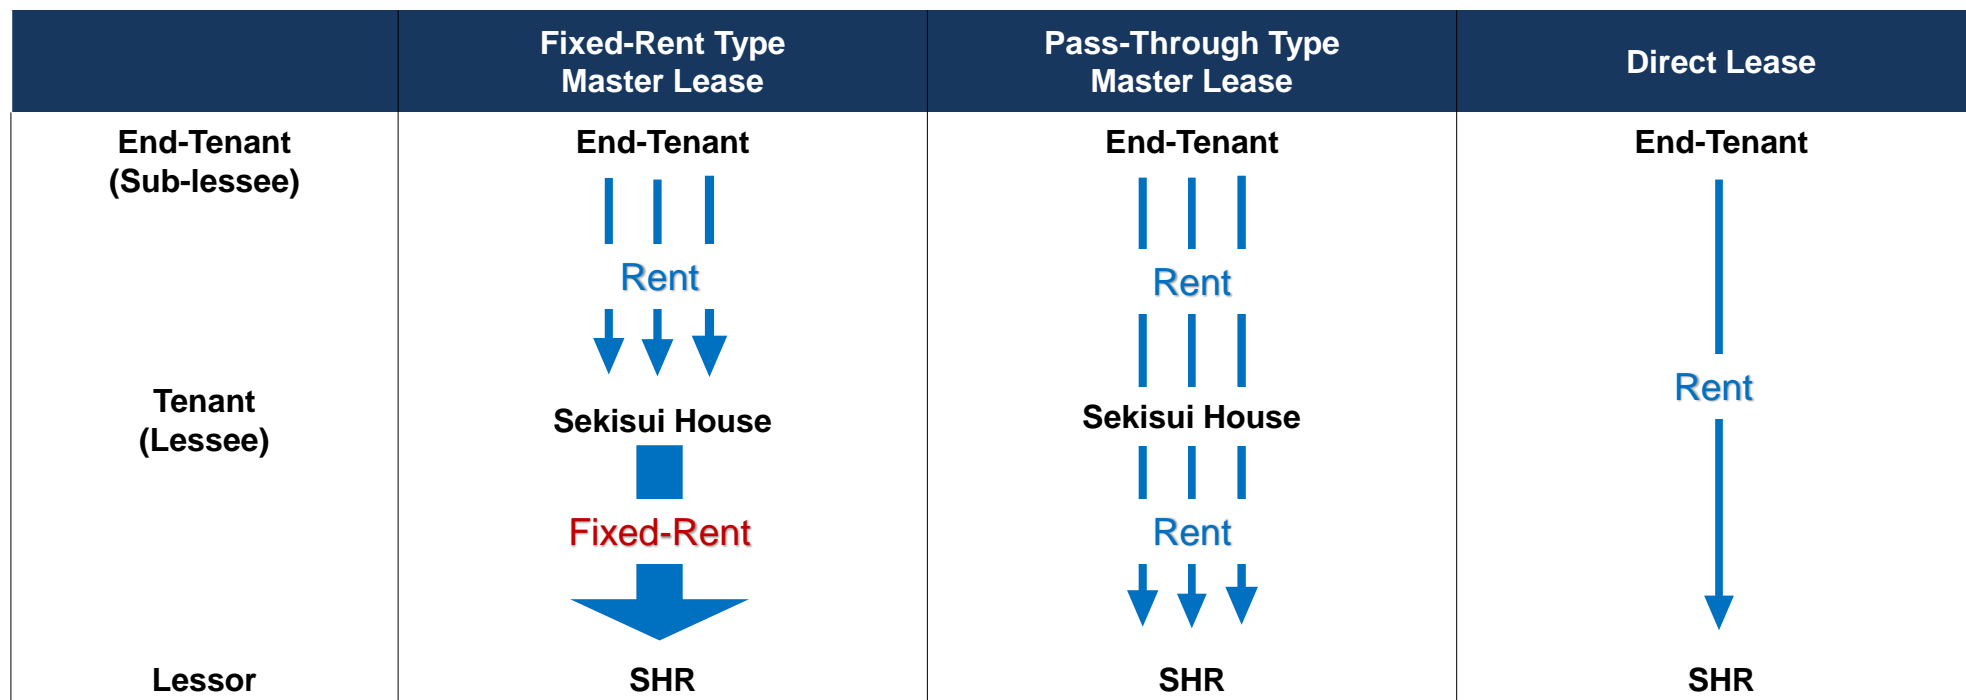 Fixed-Rent Type
Master Lease
Pass-Through Type
Master Lease
Direct Lease
End-Tenant
(Sub-lessee)
End-Tenant
End-Tenant
End-Tenant
Rent
Rent
Rent
Tenant
(Lessee)
Sekisui House
Sekisui House
Fixed-Rent
Rent
Lessor
SHR
SHR
SHR